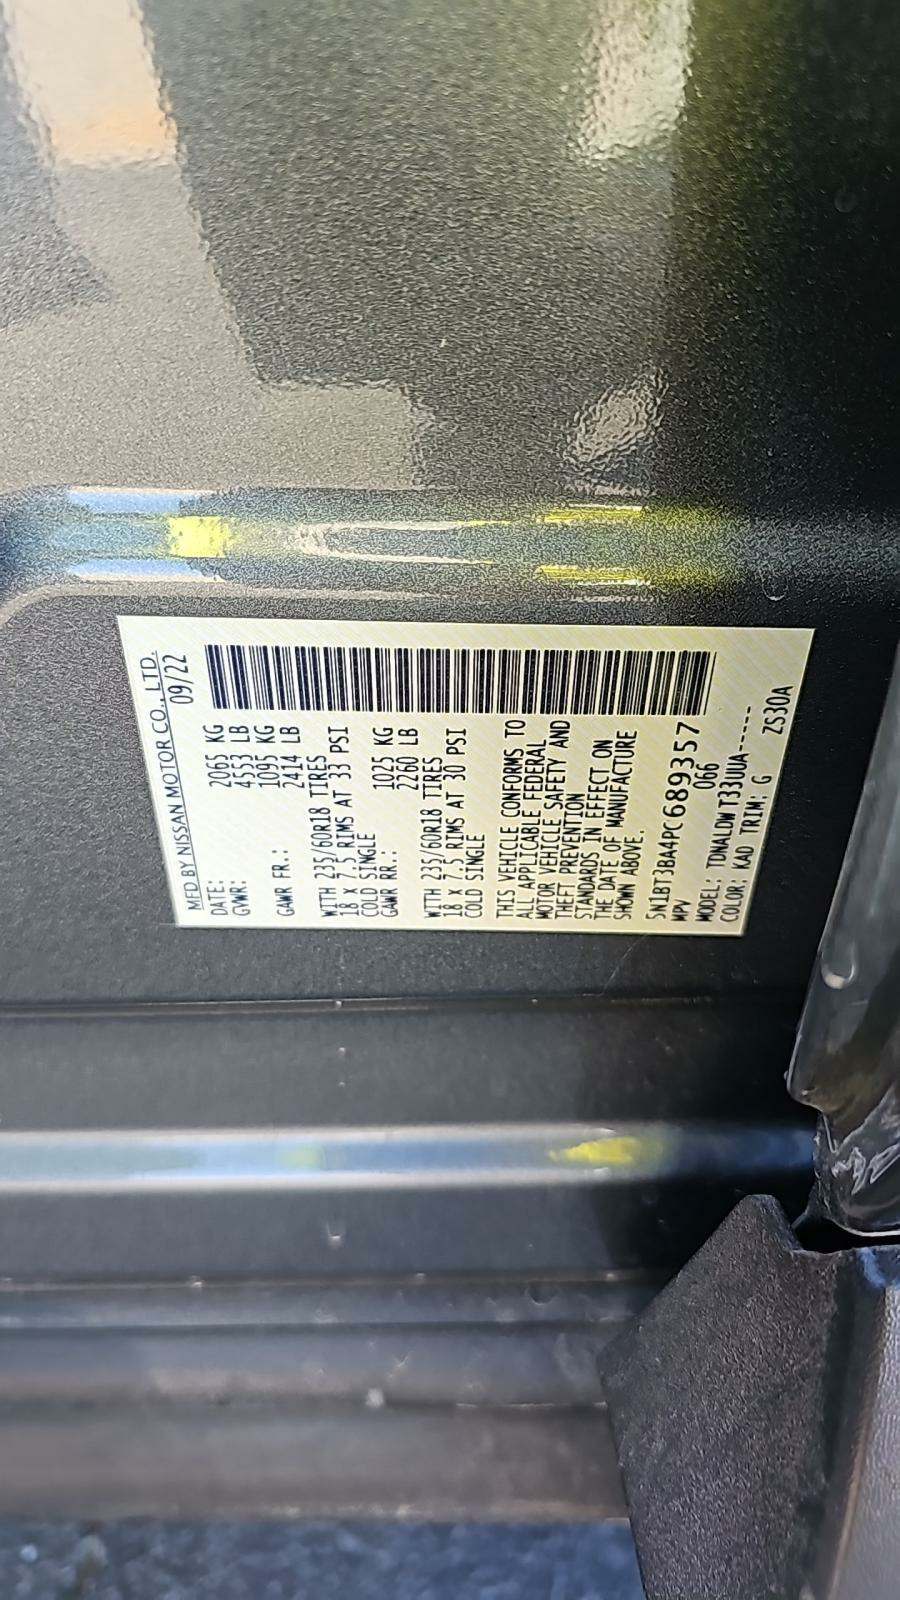 MFD BY NISSAN MOTOR CO., LTD.
DATE: 09/22
GVWR: 2065 KG
4553 LB
GAWR FR.: 1095 KG
2414 LB
WITH 235/60R18 TIRES
18 X 7.5 RIMS AT 33 PSI
COLD SINGLE
GAWR RR.: 1025 KG
2260 LB
WITH 235/60R18 TIRES
18 X 7.5 RIMS AT 30 PSI
COLD SINGLE
THIS VEHICLE CONFORMS TO
ALL APPLICABLE FEDERAL
MOTOR VEHICLE SAFETY AND
THEFT PREVENTION
STANDARDS IN EFFECT ON
THE DATE OF MANUFACTURE
SHOWN ABOVE.
5N1BT3BA4PC689357
MPV 066
MODEL: TDNALDWT33UUA-----
COLOR: KAD TRIM: G ZS30A